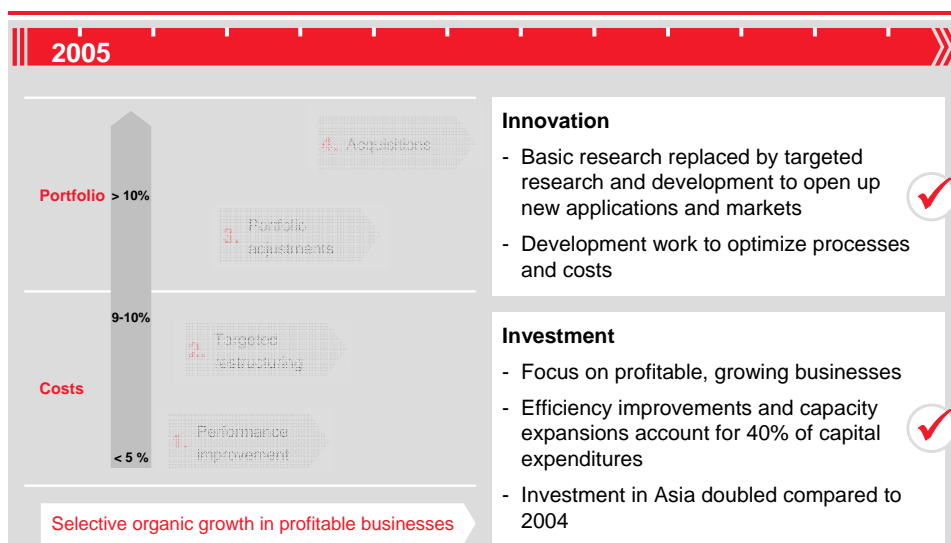 2005
4. Acquisitions
Portfolio > 10%
3. Portfolio
adjustments
9-10%
2. Targeted
restructuring
Costs
1. Performance
improvement
< 5 %
Selective organic growth in profitable businesses
Innovation
- Basic research replaced by targeted
research and development to open up
new applications and markets
- Development work to optimize processes
and costs
Investment
- Focus on profitable, growing businesses
- Efficiency improvements and capacity
expansions account for 40% of capital
expenditures
- Investment in Asia doubled compared to
2004